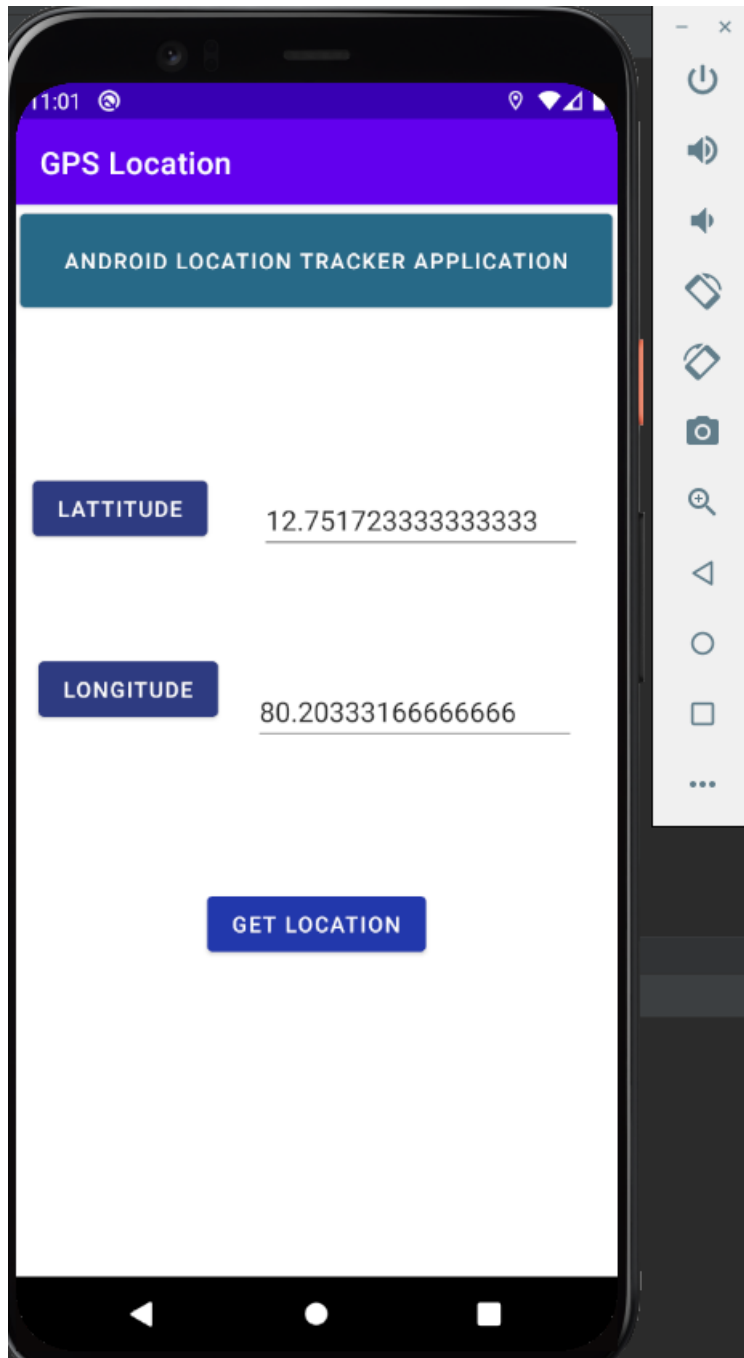 11:01
GPS Location
ANDROID LOCATION TRACKER APPLICATION
LATTITUDE
12.751723333333333
LONGITUDE
80.20333166666666
GET LOCATION